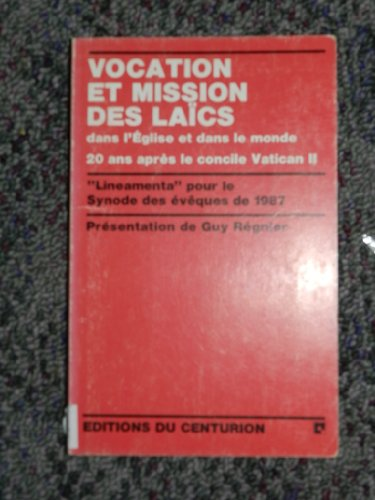 VOCATION
ET MISSION
DES LAÏCS
dans l'Église et dans le monde
20 ans après le concile Vatican II
"Lineamenta" pour le
Synode des évêques de 1987
Présentation de Guy Régnier
EDITIONS DU CENTURION